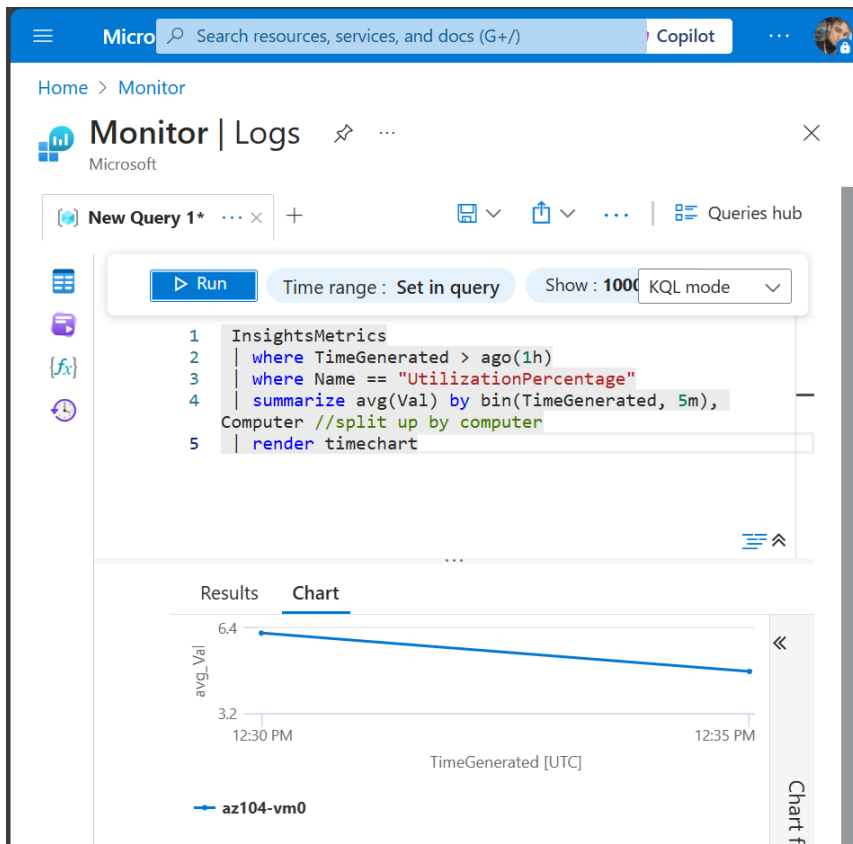 Micro Search resources, services, and docs (G+/) Copilot ...
Home > Monitor
Monitor | Logs ...
Microsoft
New Query 1* ... × + ... | Queries hub
Run Time range : Set in query Show : 1000 KQL mode
1 InsightsMetrics
2 | where TimeGenerated > ago(1h)
3 | where Name == "UtilizationPercentage"
4 | summarize avg(Val) by bin(TimeGenerated, 5m),
Computer //split up by computer
5 | render timechart
...
Results Chart
6.4
avg_Val
3.2
12:30 PM 12:35 PM
TimeGenerated [UTC]
az104-vm0
Chart f